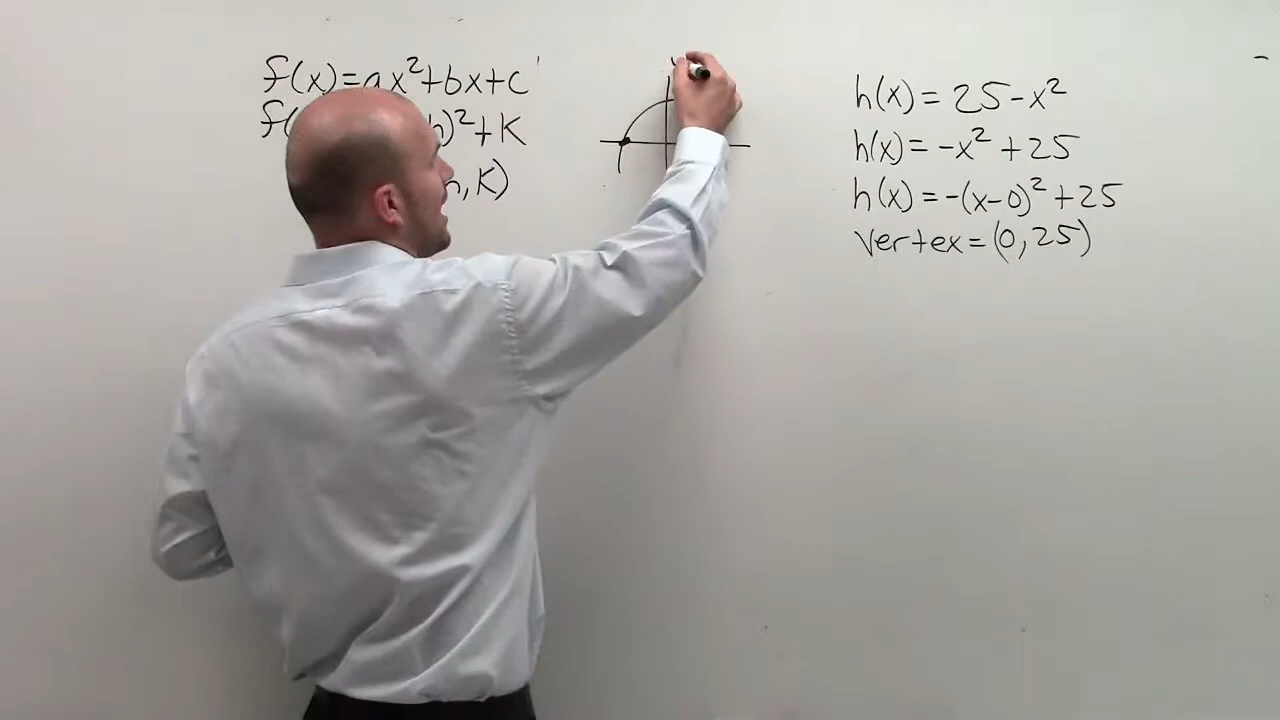 f(x)=ax²+bx+c
f( h)²+K
,K)
h(x)=25-x²
h(x)=-x²+25
h(x)=-(x-0)²+25
vertex=(0,25)